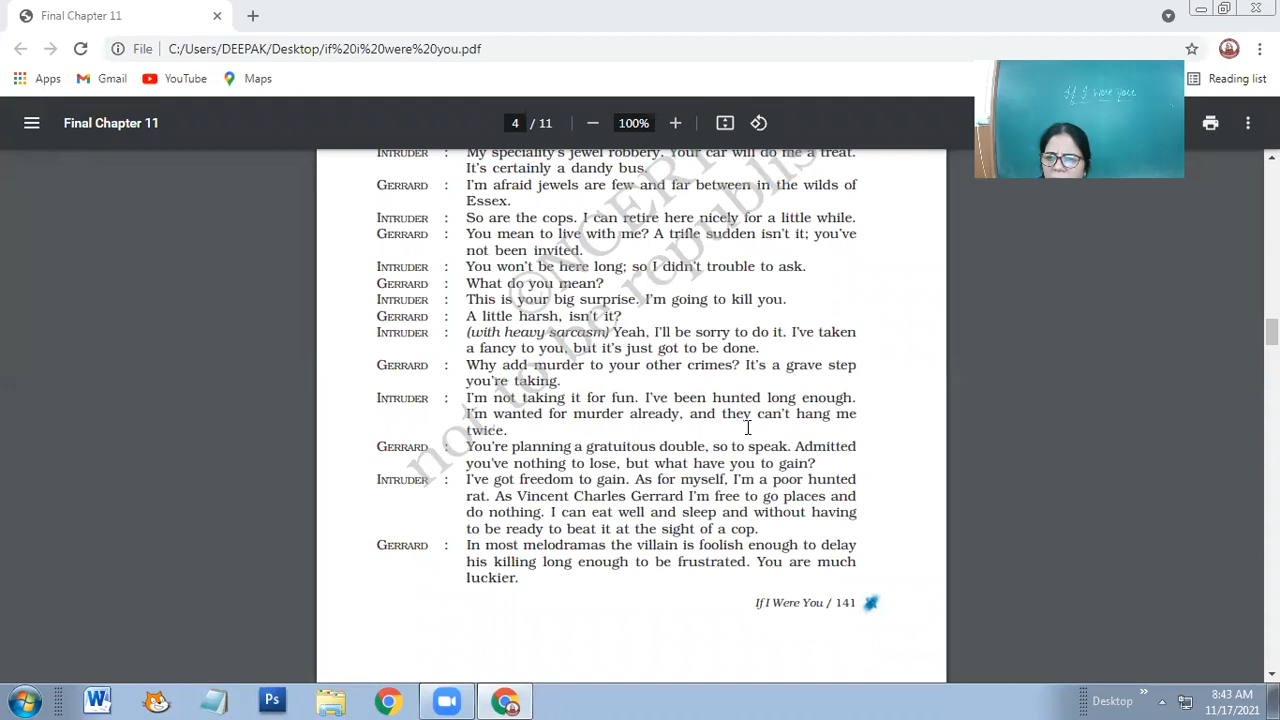 Final Chapter 11
File C:/Users/DEEPAK/Desktop/if%20i%20were%20you.pdf
Apps Gmail YouTube Maps Reading list
Final Chapter 11 4 / 11 100%
If I were you
INTRUDER : My speciality's jewel robbery. Your car will do me a treat.
It's certainly a dandy bus.
GERRARD : I'm afraid jewels are few and far between in the wilds of
Essex.
INTRUDER : So are the cops. I can retire here nicely for a little while.
GERRARD : You mean to live with me? A trifle sudden isn't it; you've
not been invited.
INTRUDER : You won't be here long; so I didn't trouble to ask.
GERRARD : What do you mean?
INTRUDER : This is your big surprise. I'm going to kill you.
GERRARD : A little harsh, isn't it?
INTRUDER : (with heavy sarcasm) Yeah, I'll be sorry to do it. I've taken
a fancy to you, but it's just got to be done.
GERRARD : Why add murder to your other crimes? It's a grave step
you're taking.
INTRUDER : I'm not taking it for fun. I've been hunted long enough.
I'm wanted for murder already, and they can't hang me
twice.
GERRARD : You're planning a gratuitous double, so to speak. Admitted
you've nothing to lose, but what have you to gain?
INTRUDER : I've got freedom to gain. As for myself, I'm a poor hunted
rat. As Vincent Charles Gerrard I'm free to go places and
do nothing. I can eat well and sleep and without having
to be ready to beat it at the sight of a cop.
GERRARD : In most melodramas the villain is foolish enough to delay
his killing long enough to be frustrated. You are much
luckier.
If I Were You / 141
©NCERT
not to be republis
Desktop
8:43 AM
11/17/2021